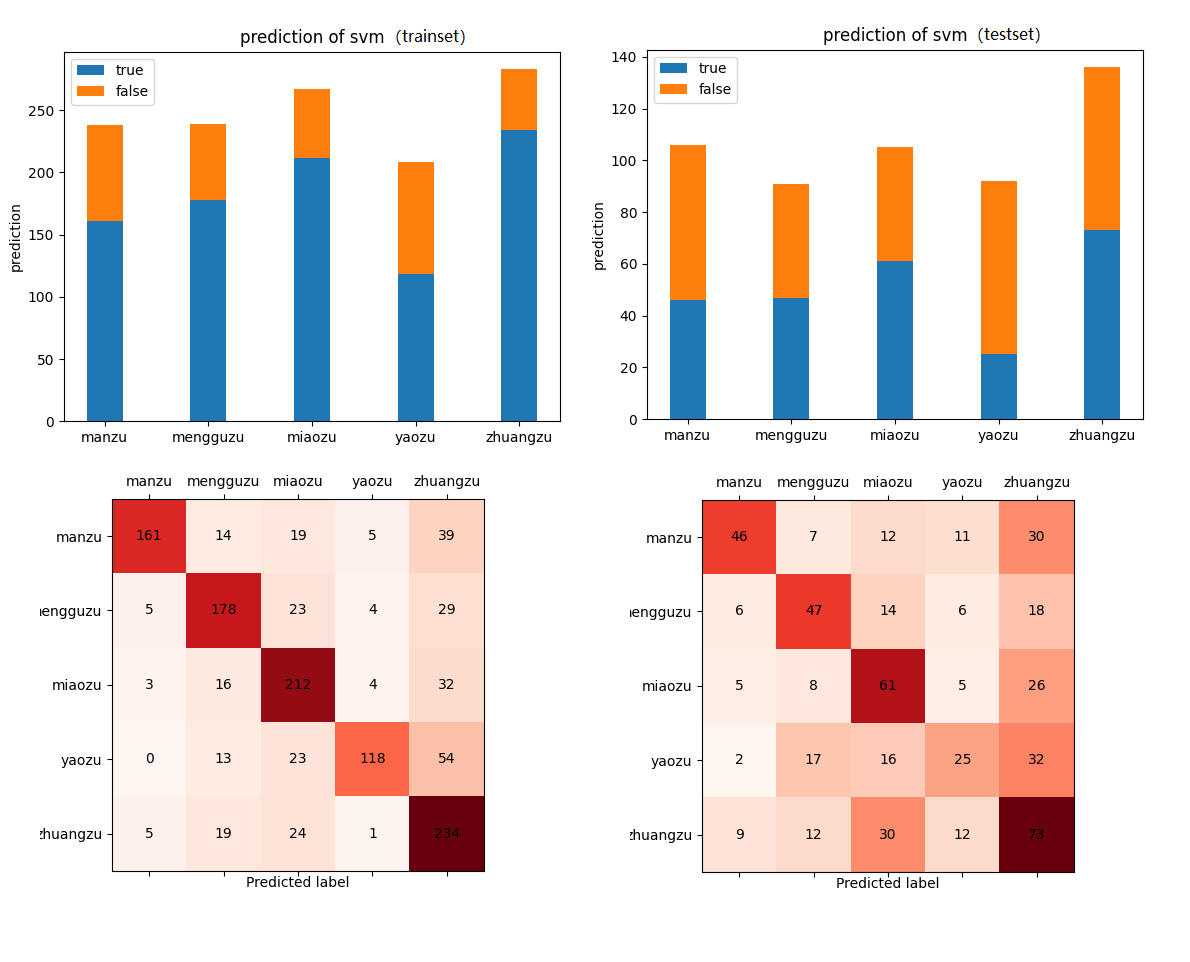 prediction of svm (trainset)
true
false
prediction
250
200
150
100
50
0
manzu mengguzu miaozu yaozu zhuangzu
prediction of svm (testset)
true
false
prediction
140
120
100
80
60
40
20
0
manzu mengguzu miaozu yaozu zhuangzu
manzu mengguzu miaozu yaozu zhuangzu
manzu 161 14 19 5 39
engguzu 5 178 23 4 29
miaozu 3 16 212 4 32
yaozu 0 13 23 118 54
zhuangzu 5 19 24 1 234
Predicted label
manzu mengguzu miaozu yaozu zhuangzu
manzu 46 7 12 11 30
engguzu 6 47 14 6 18
miaozu 5 8 61 5 26
yaozu 2 17 16 25 32
zhuangzu 9 12 30 12 73
Predicted label